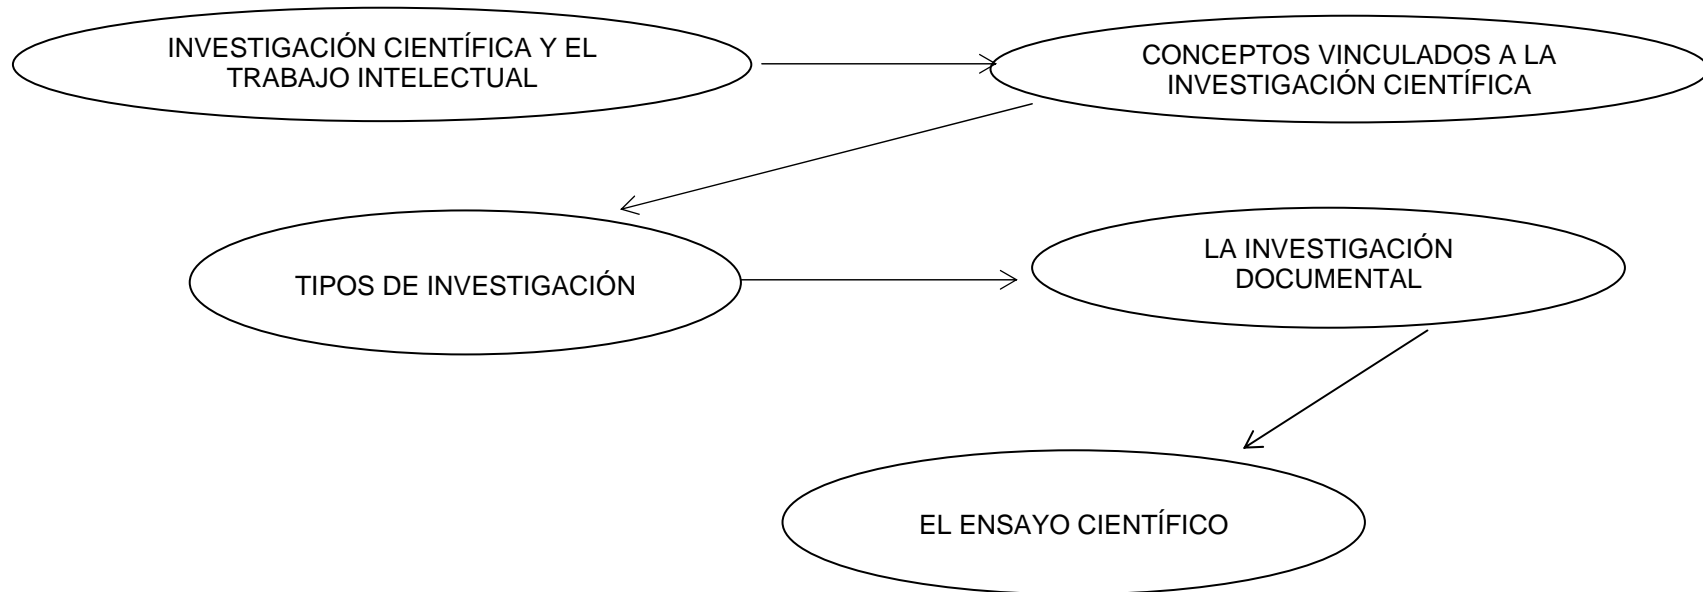 INVESTIGACIÓN CIENTÍFICA Y EL
TRABAJO INTELECTUAL
CONCEPTOS VINCULADOS A LA
INVESTIGACIÓN CIENTÍFICA
TIPOS DE INVESTIGACIÓN
LA INVESTIGACIÓN
DOCUMENTAL
EL ENSAYO CIENTÍFICO